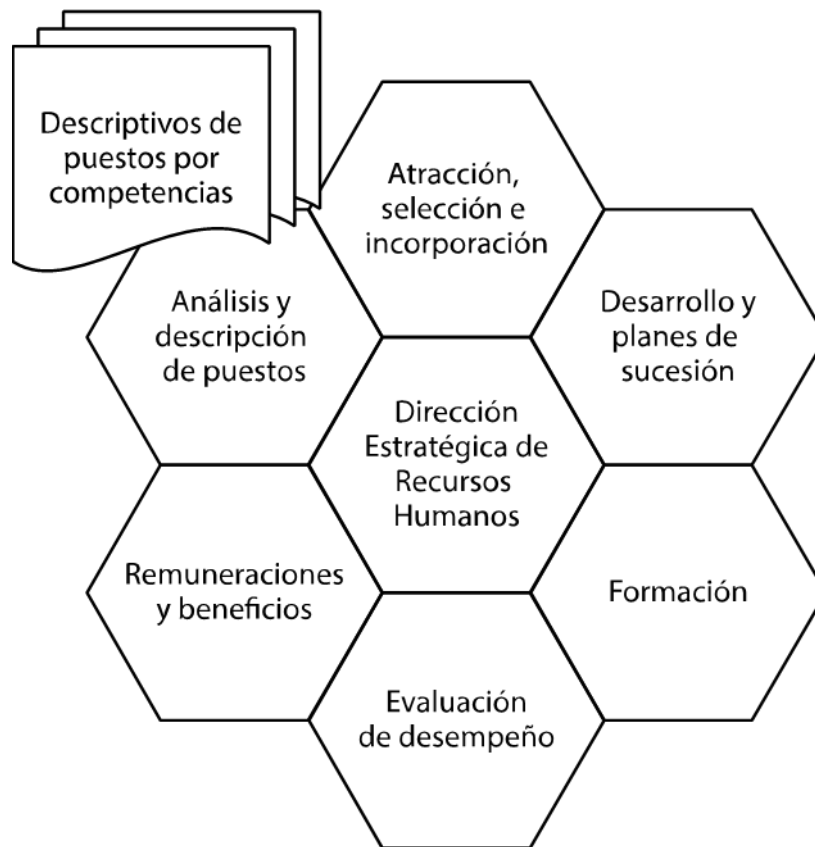 Descriptivos de
puestos por
competencias
Atracción,
selección e
incorporación
Análisis y
descripción
de puestos
Desarrollo y
planes de
sucesión
Dirección
Estratégica de
Recursos
Humanos
Remuneraciones
y beneficios
Formación
Evaluación
de desempeño